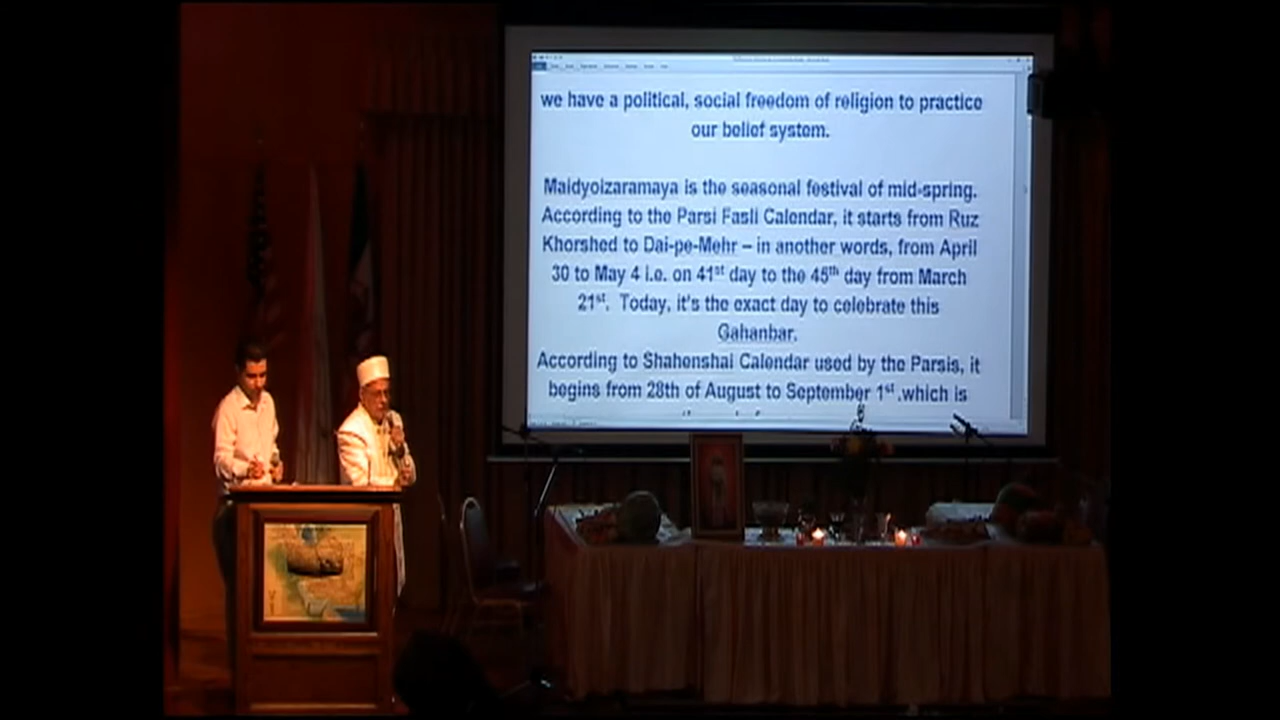 we have a political, social freedom of religion to practice
our belief system.
Maidyoizaramaya is the seasonal festival of mid-spring.
According to the Parsi Fasli Calendar, it starts from Ruz
Khorshed to Dai-pe-Mehr – in another words, from April
30 to May 4 i.e. on 41st day to the 45th day from March
21st. Today, it's the exact day to celebrate this
Gahanbar.
According to Shahenshai Calendar used by the Parsis, it
begins from 28th of August to September 1st .which is